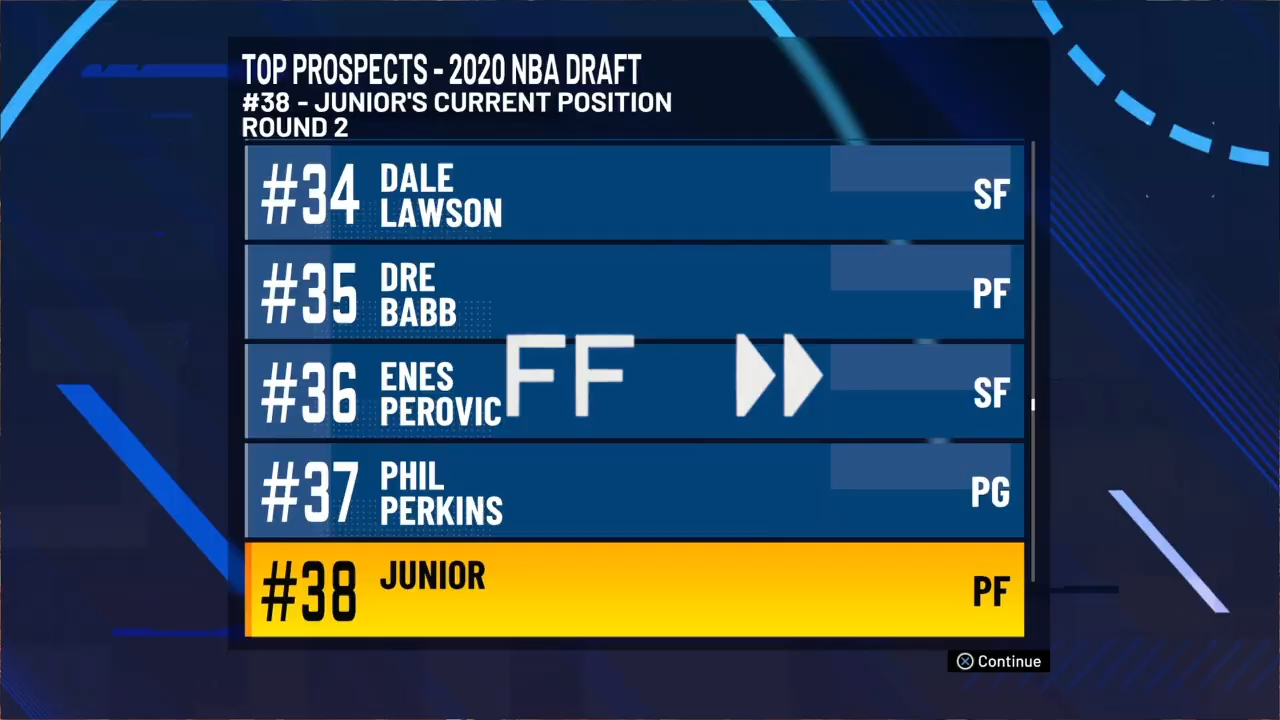 TOP PROSPECTS - 2020 NBA DRAFT
#38 - JUNIOR'S CURRENT POSITION
ROUND 2
#34 DALE LAWSON SF
#35 DRE BABB PF
#36 ENES PEROVIC SF
FF
#37 PHIL PERKINS PG
#38 JUNIOR PF
Continue